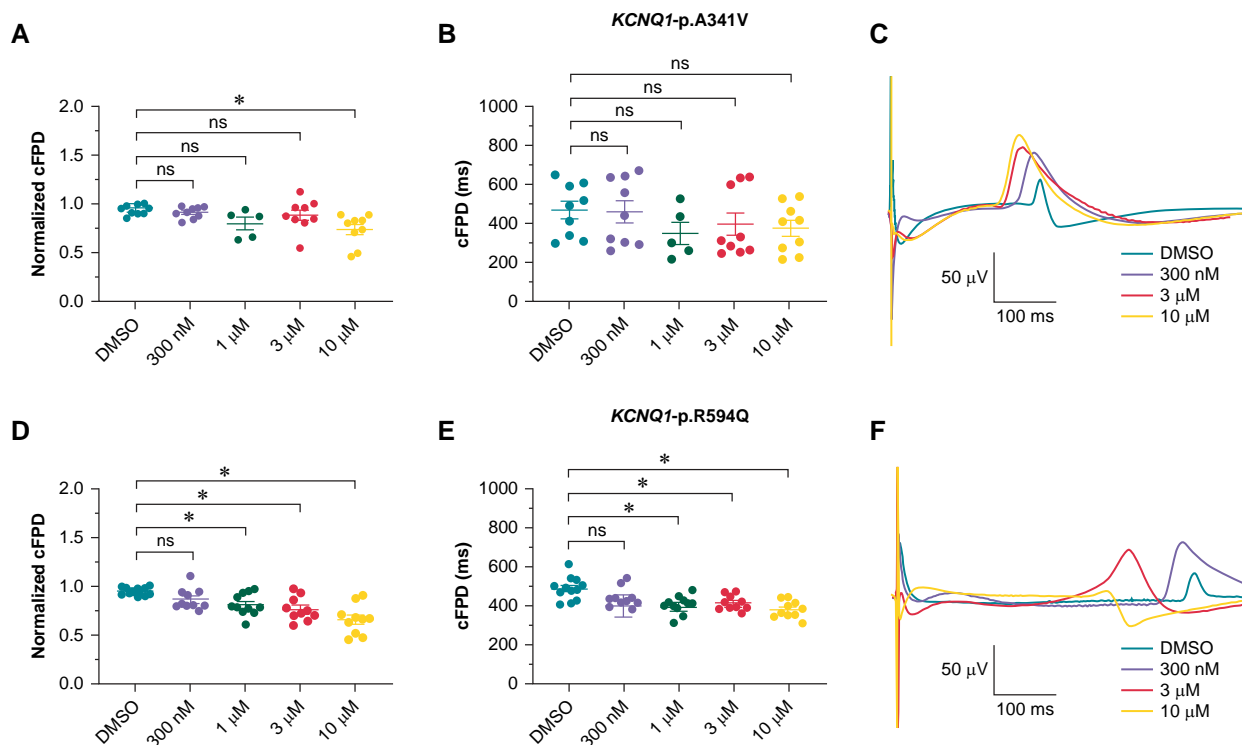 KCNQ1-p.A341V
A
B
C
Normalized cFPD
2.0
1.5
1.0
0.5
0.0
*
ns
ns
ns
DMSO
300 nM
1 μM
3 μM
10 μM
cFPD (ms)
1000
800
600
400
200
0
ns
ns
ns
ns
DMSO
300 nM
1 μM
3 μM
10 μM
50 μV
100 ms
DMSO
300 nM
3 μM
10 μM
KCNQ1-p.R594Q
D
E
F
Normalized cFPD
2.0
1.5
1.0
0.5
0.0
*
*
*
ns
DMSO
300 nM
1 μM
3 μM
10 μM
cFPD (ms)
1000
800
600
400
200
0
*
*
*
ns
DMSO
300 nM
1 μM
3 μM
10 μM
50 μV
100 ms
DMSO
300 nM
3 μM
10 μM